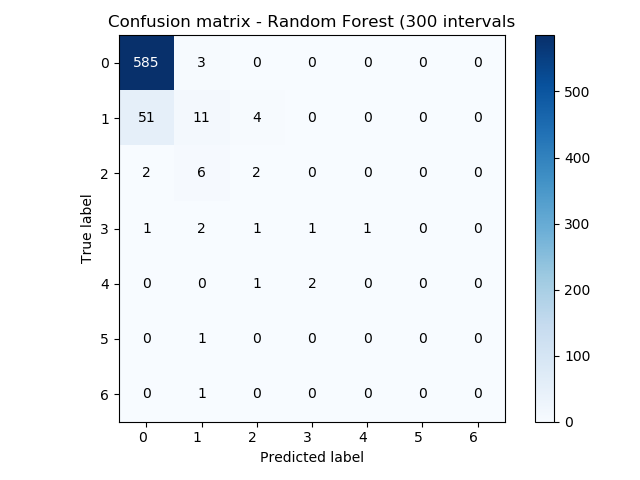 Confusion matrix - Random Forest (300 intervals
0 585 3 0 0 0 0 0
1 51 11 4 0 0 0 0
2 2 6 2 0 0 0 0
3 1 2 1 1 1 0 0
4 0 0 1 2 0 0 0
5 0 1 0 0 0 0 0
6 0 1 0 0 0 0 0
0 1 2 3 4 5 6
True label
Predicted label
500
400
300
200
100
0